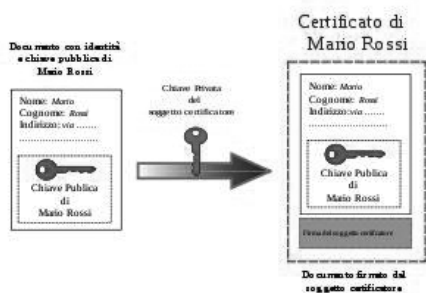 Documento con identità
e chiave pubblica di
Mario Rossi
Nome: Mario
Cognome: Rossi
Indirizzo: via .......
..............................
Chiave Publica
di
Mario Rossi
Chiave Privata
del
soggetto certificatore
Certificato di
Mario Rossi
Nome: Mario
Cognome: Rossi
Indirizzo: via .......
..............................
Chiave Publica
di
Mario Rossi
Firma del soggetto certificatore
Documento firmato dal
soggetto certificatore